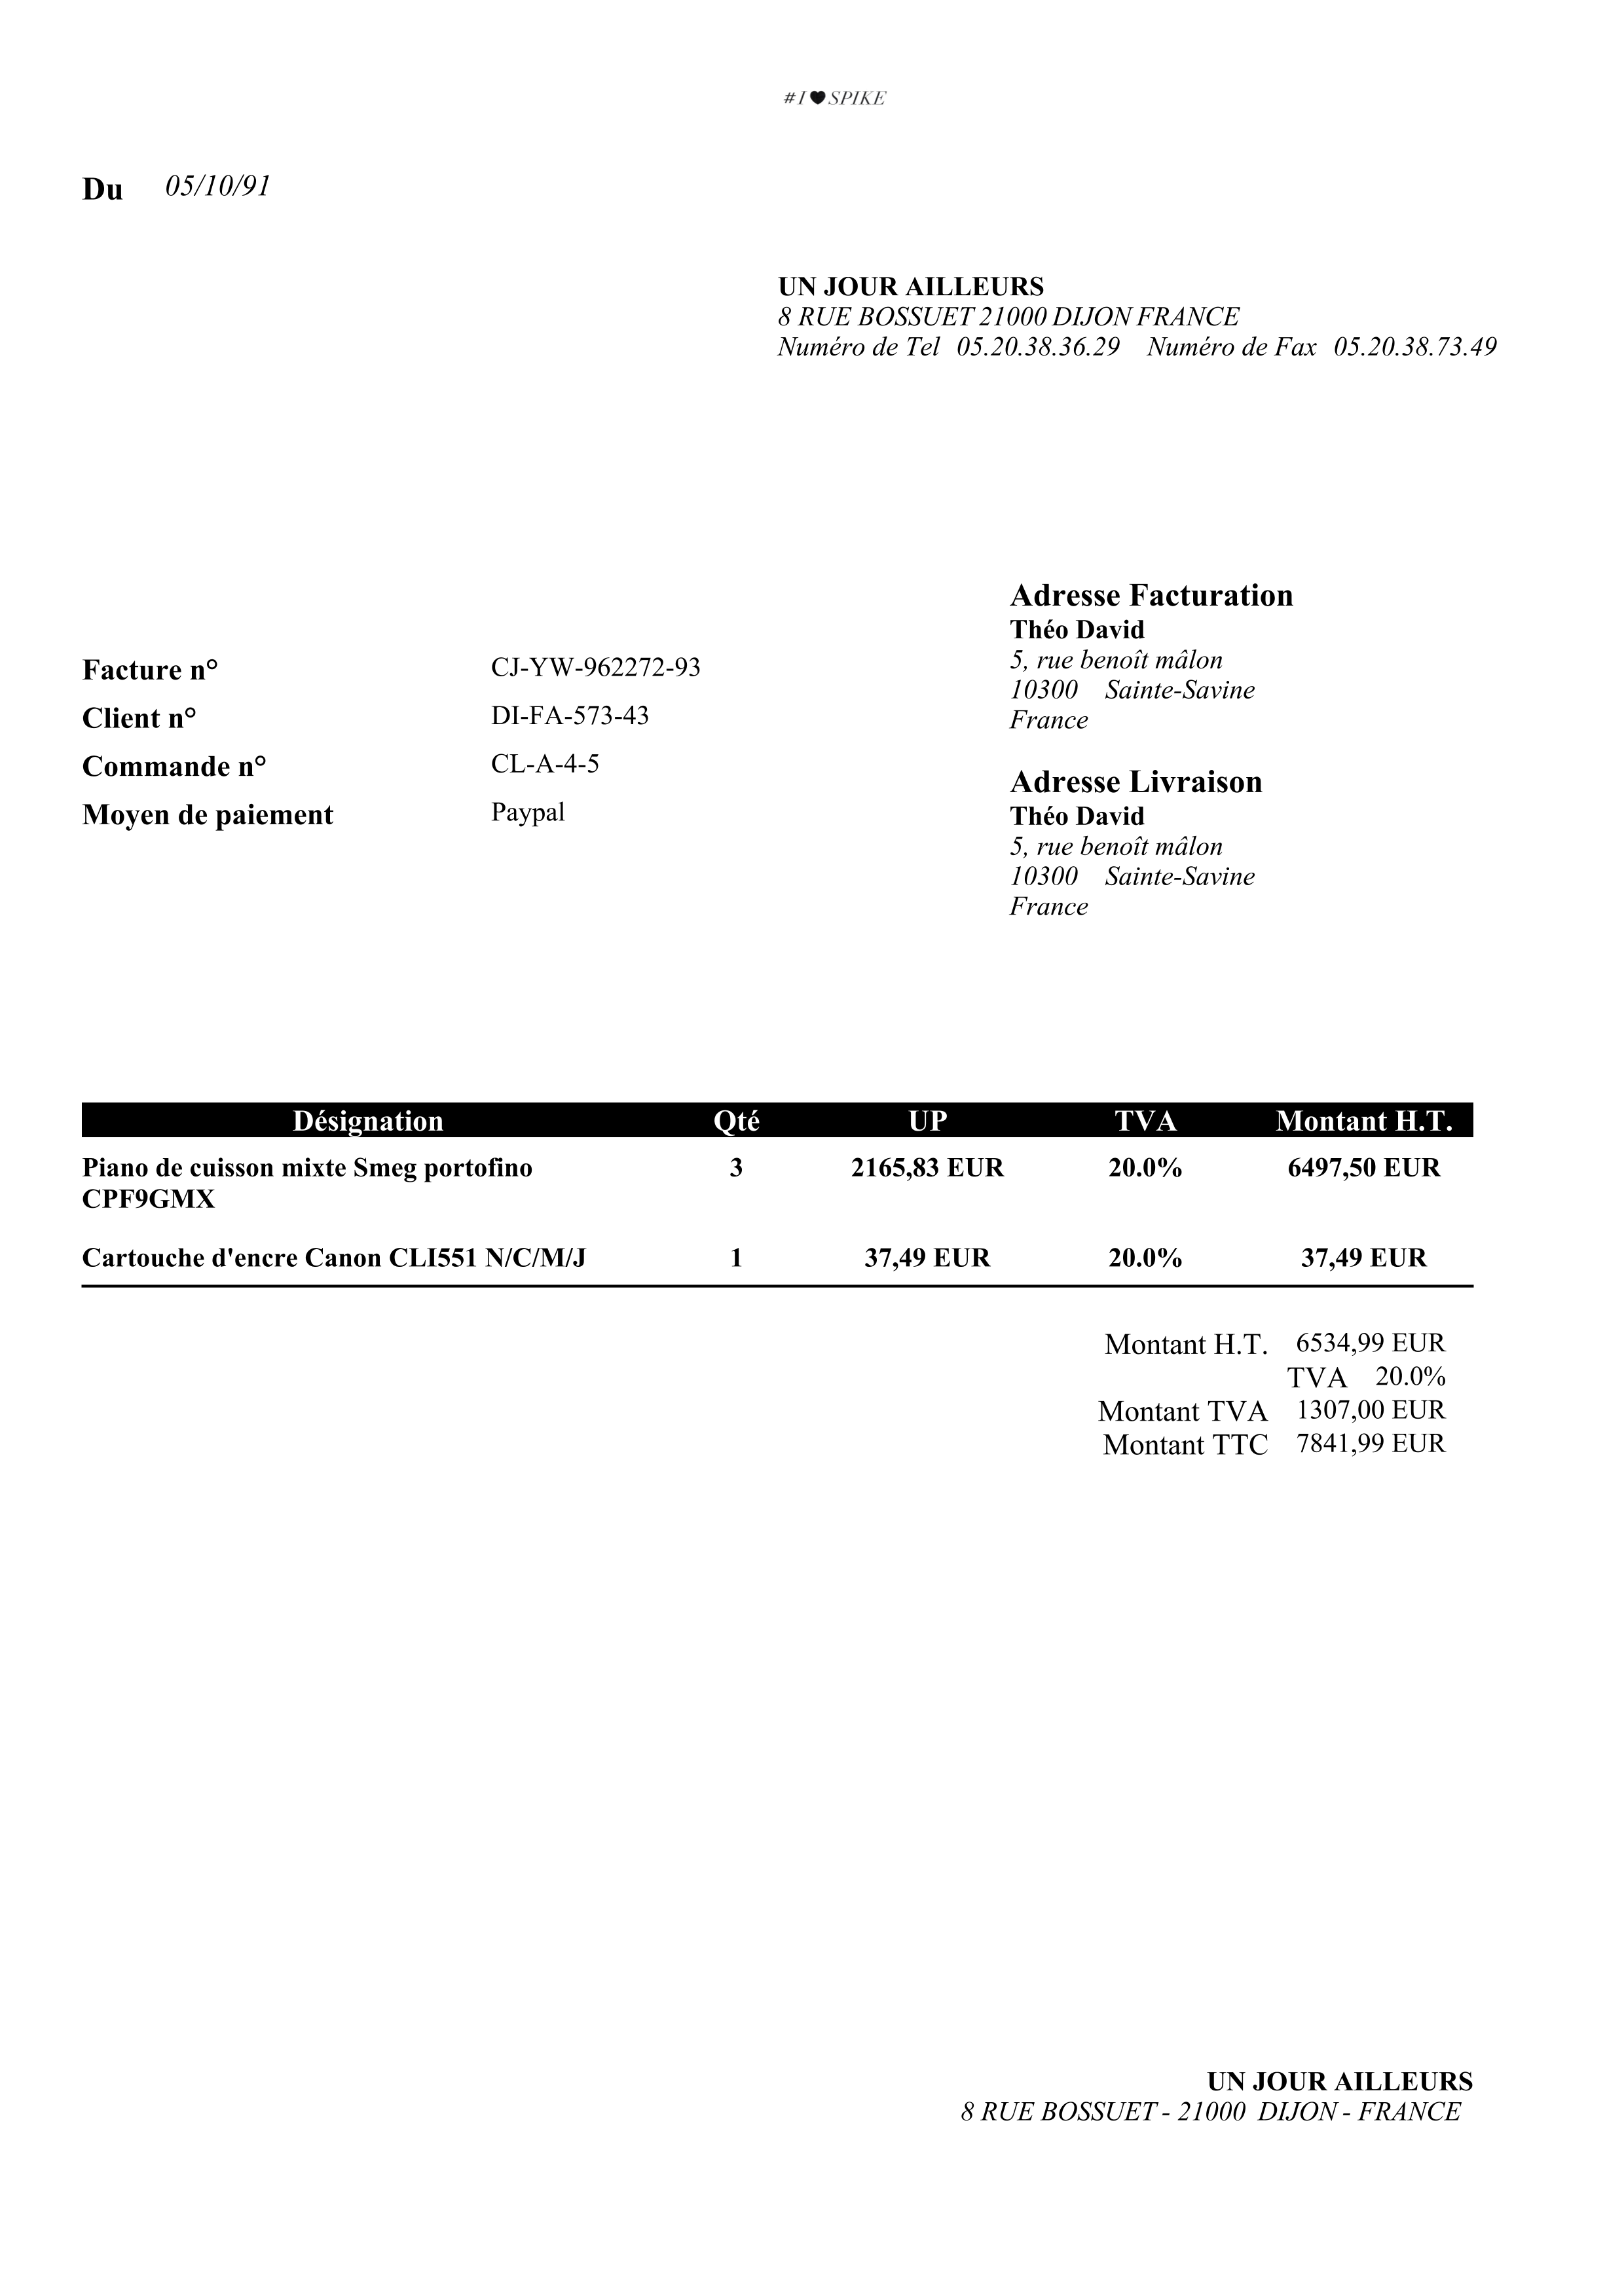 #I♥SPIKE
Du 05/10/91
UN JOUR AILLEURS
8 RUE BOSSUET 21000 DIJON FRANCE
Numéro de Tel 05.20.38.36.29 Numéro de Fax 05.20.38.73.49
Adresse Facturation
Théo David
5, rue benoît mâlon
10300 Sainte-Savine
France
Facture n° CJ-YW-962272-93
Client n° DI-FA-573-43
Commande n° CL-A-4-5
Moyen de paiement Paypal
Adresse Livraison
Théo David
5, rue benoît mâlon
10300 Sainte-Savine
France
Désignation Qté UP TVA Montant H.T.
Piano de cuisson mixte Smeg portofino 3 2165,83 EUR 20.0% 6497,50 EUR
CPF9GMX
Cartouche d'encre Canon CLI551 N/C/M/J 1 37,49 EUR 20.0% 37,49 EUR
Montant H.T. 6534,99 EUR
TVA 20.0%
Montant TVA 1307,00 EUR
Montant TTC 7841,99 EUR
UN JOUR AILLEURS
8 RUE BOSSUET - 21000 DIJON - FRANCE